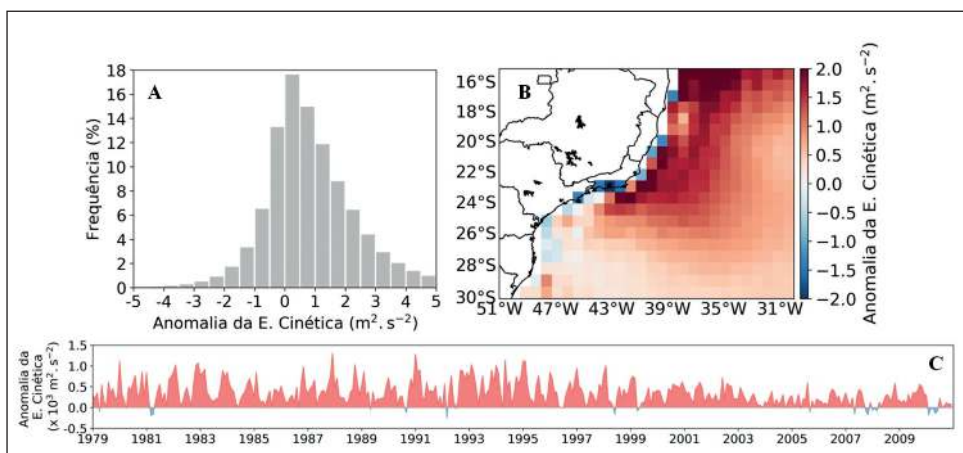 A
18
16
14
12
10
8
6
4
2
0
Frequência (%)
-5 -4 -3 -2 -1 0 1 2 3 4 5
Anomalia da E. Cinética (m². s⁻²)
B
16°S
18°S
20°S
22°S
24°S
26°S
28°S
30°S
51°W 47°W 43°W 39°W 35°W 31°W
2.0
1.5
1.0
0.5
0.0
−0.5
−1.0
−1.5
−2.0
Anomalia da E. Cinética (m². s⁻²)
C
Anomalia da
E. Cinética
(x 10³ m². s⁻²)
1.5
1.0
0.5
0.0
-0.5
1979 1981 1983 1985 1987 1989 1991 1993 1995 1997 1999 2001 2003 2005 2007 2009